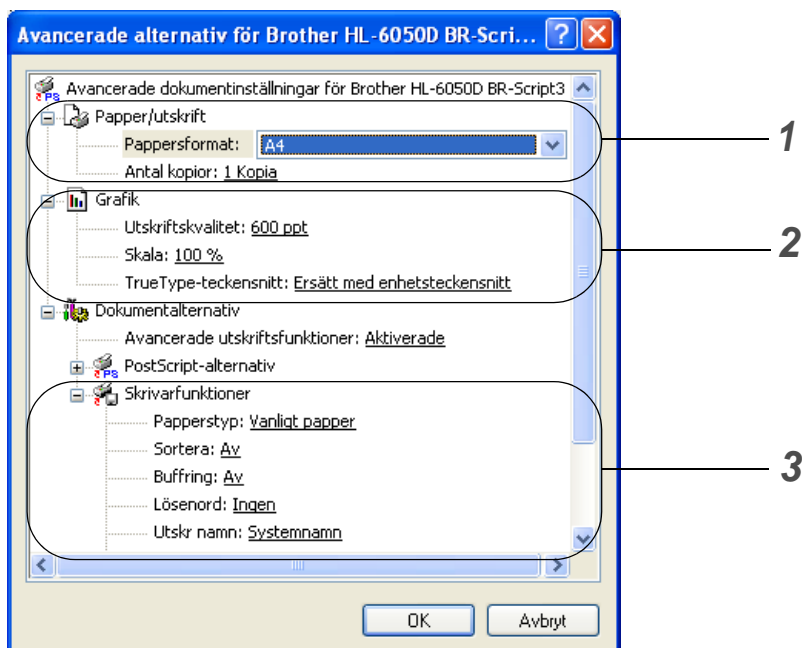 Avancerade alternativ för Brother HL-6050D BR-Scri...
Avancerade dokumentinställningar för Brother HL-6050D BR-Script3
Papper/utskrift
Pappersformat: A4
Antal kopior: 1 Kopia
1
Grafik
Utskriftskvalitet: 600 ppt
Skala: 100 %
TrueType-teckensnitt: Ersätt med enhetsteckensnitt
2
Dokumentalternativ
Avancerade utskriftsfunktioner: Aktiverade
PostScript-alternativ
Skrivarfunktioner
Papperstyp: Vanligt papper
Sortera: Av
Buffring: Av
Lösenord: Ingen
Utskr namn: Systemnamn
3
OK
Avbryt